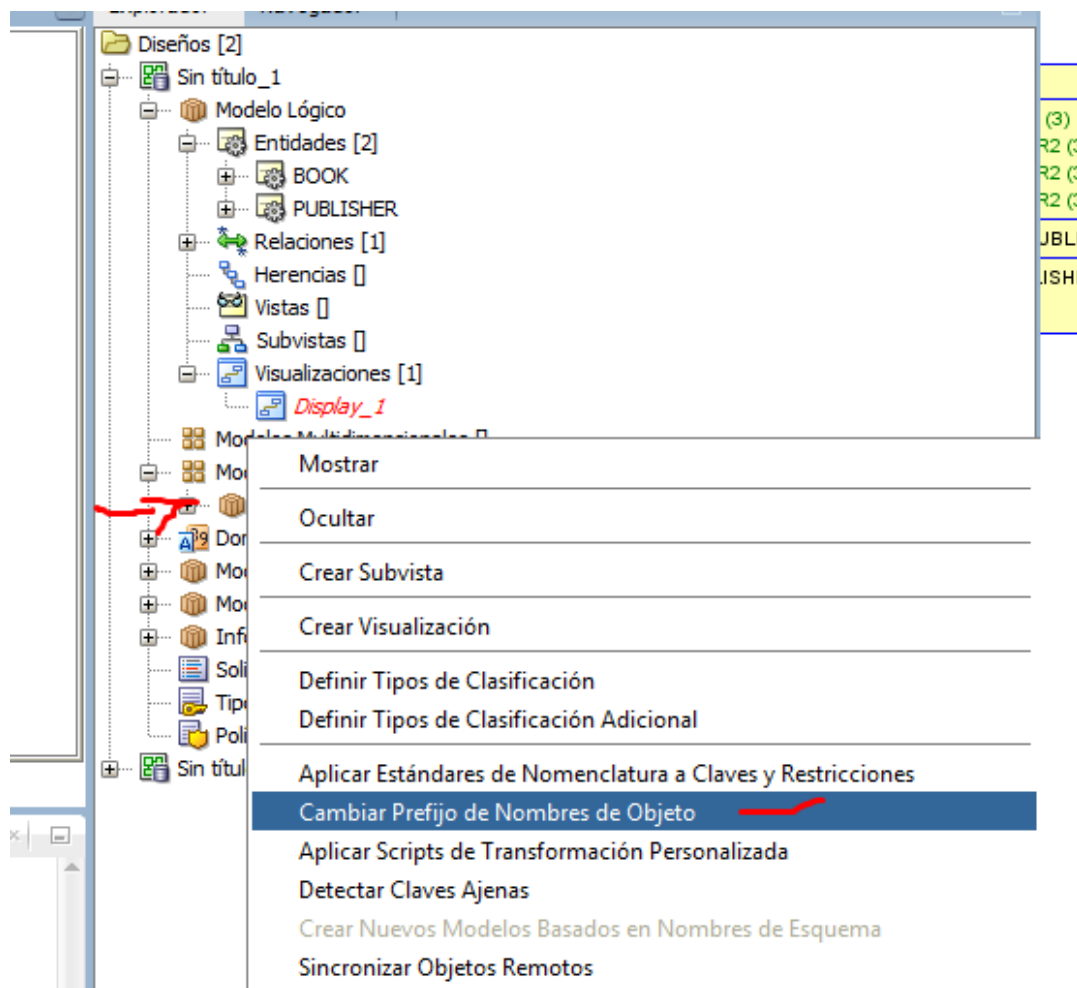 Diseños [2]
Sin título_1
Modelo Lógico
Entidades [2]
BOOK
PUBLISHER
Relaciones [1]
Herencias []
Vistas []
Subvistas []
Visualizaciones [1]
Display_1
Mostrar
Ocultar
Crear Subvista
Crear Visualización
Definir Tipos de Clasificación
Definir Tipos de Clasificación Adicional
Aplicar Estándares de Nomenclatura a Claves y Restricciones
Cambiar Prefijo de Nombres de Objeto
Aplicar Scripts de Transformación Personalizada
Detectar Claves Ajenas
Crear Nuevos Modelos Basados en Nombres de Esquema
Sincronizar Objetos Remotos
Sin títul
(3)